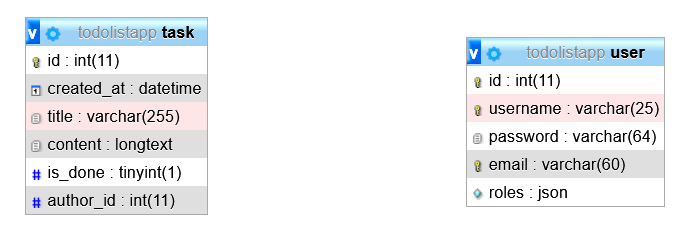 v todolistapp task
id : int(11)
created_at : datetime
title : varchar(255)
content : longtext
is_done : tinyint(1)
author_id : int(11)
v todolistapp user
id : int(11)
username : varchar(25)
password : varchar(64)
email : varchar(60)
roles : json